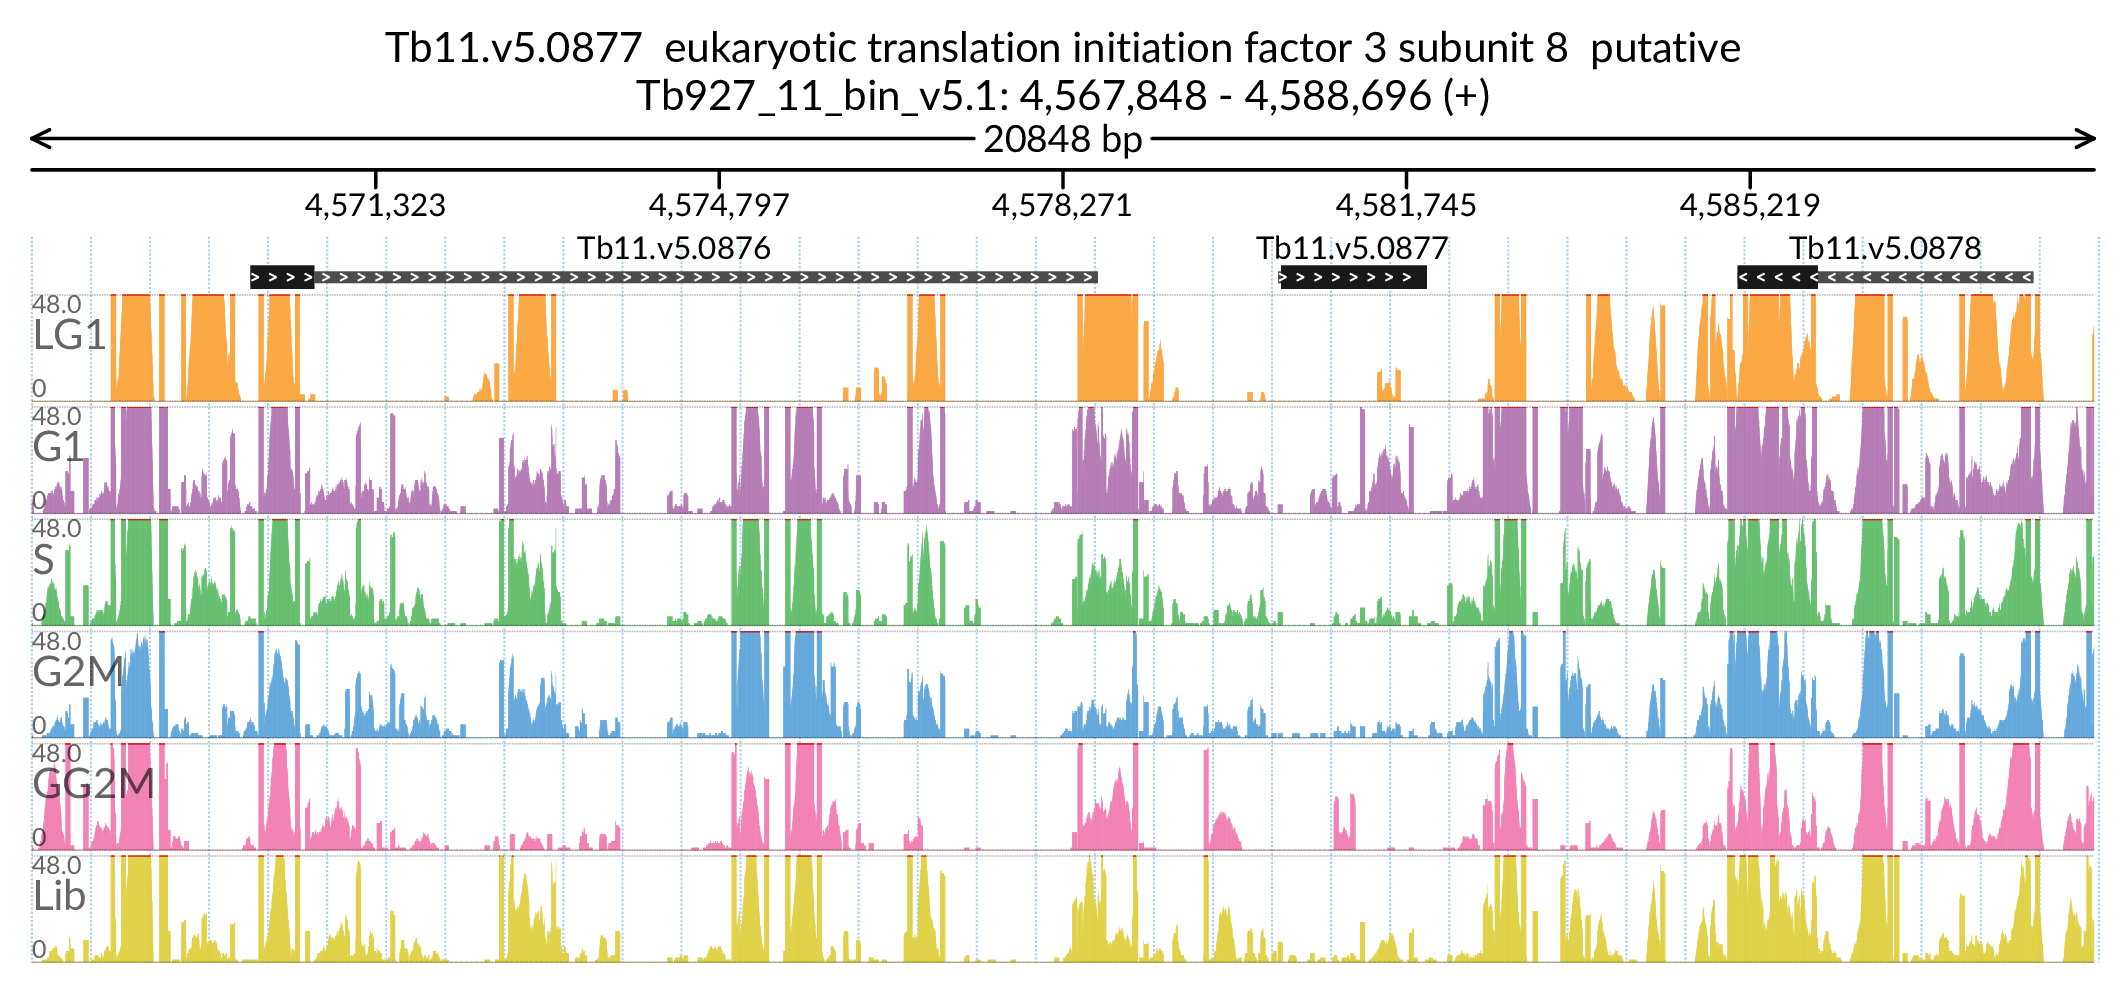 Tb11.v5.0877 eukaryotic translation initiation factor 3 subunit 8 putative
Tb927_11_bin_v5.1: 4,567,848 - 4,588,696 (+)
20848 bp
4,571,323 4,574,797 4,578,271 4,581,745 4,585,219
Tb11.v5.0876 Tb11.v5.0877 Tb11.v5.0878
48.0
LG1
0
48.0
G1
0
48.0
S
0
48.0
G2M
0
48.0
GG2M
0
48.0
Lib
0